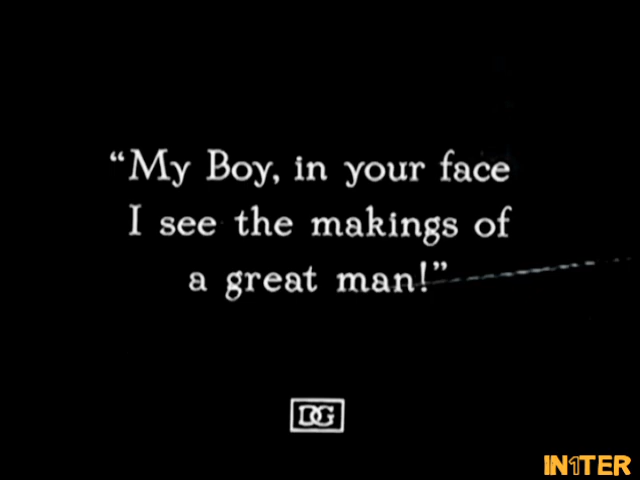 “My Boy, in your face
I see the makings of
a great man!”
DG
IN1TER